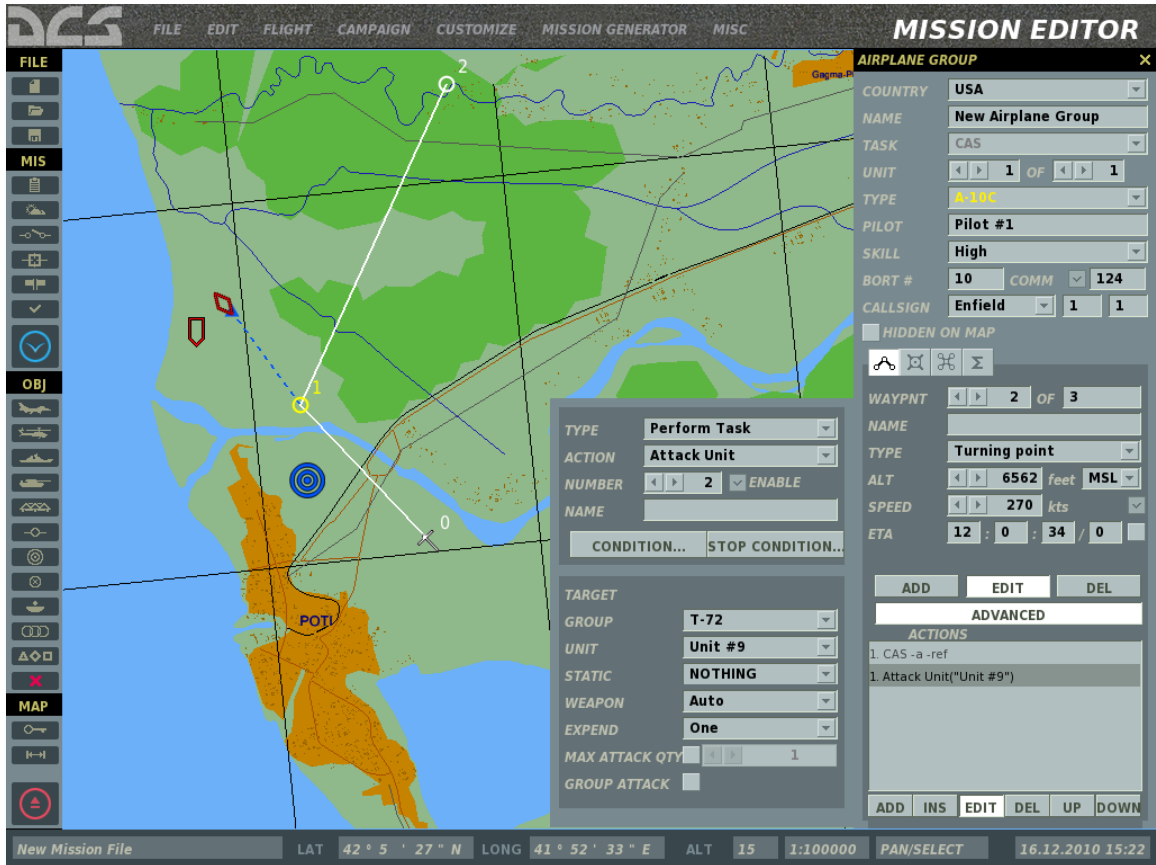 DCS
FILE EDIT FLIGHT CAMPAIGN CUSTOMIZE MISSION GENERATOR MISC
MISSION EDITOR
FILE
MIS
OBJ
MAP
2
1
0
POTI
AIRPLANE GROUP
COUNTRY USA
NAME New Airplane Group
TASK CAS
UNIT 1 OF 1
TYPE A-10C
PILOT Pilot #1
SKILL High
BORT # 10 COMM 124
CALLSIGN Enfield 1 1
HIDDEN ON MAP
WAYPNT 2 OF 3
NAME
TYPE Turning point
ALT 6562 feet MSL
SPEED 270 kts
ETA 12 : 0 : 34 / 0
ADD EDIT DEL
ADVANCED
ACTIONS
1. CAS -a -ref
1. Attack Unit("Unit #9")
ADD INS EDIT DEL UP DOWN
TYPE Perform Task
ACTION Attack Unit
NUMBER 2 ENABLE
NAME
CONDITION... STOP CONDITION...
TARGET
GROUP T-72
UNIT Unit #9
STATIC NOTHING
WEAPON Auto
EXPEND One
MAX ATTACK QTY 1
GROUP ATTACK
New Mission File LAT 42 ° 5 ' 27 " N LONG 41 ° 52 ' 33 " E ALT 15 1:100000 PAN/SELECT 16.12.2010 15:22